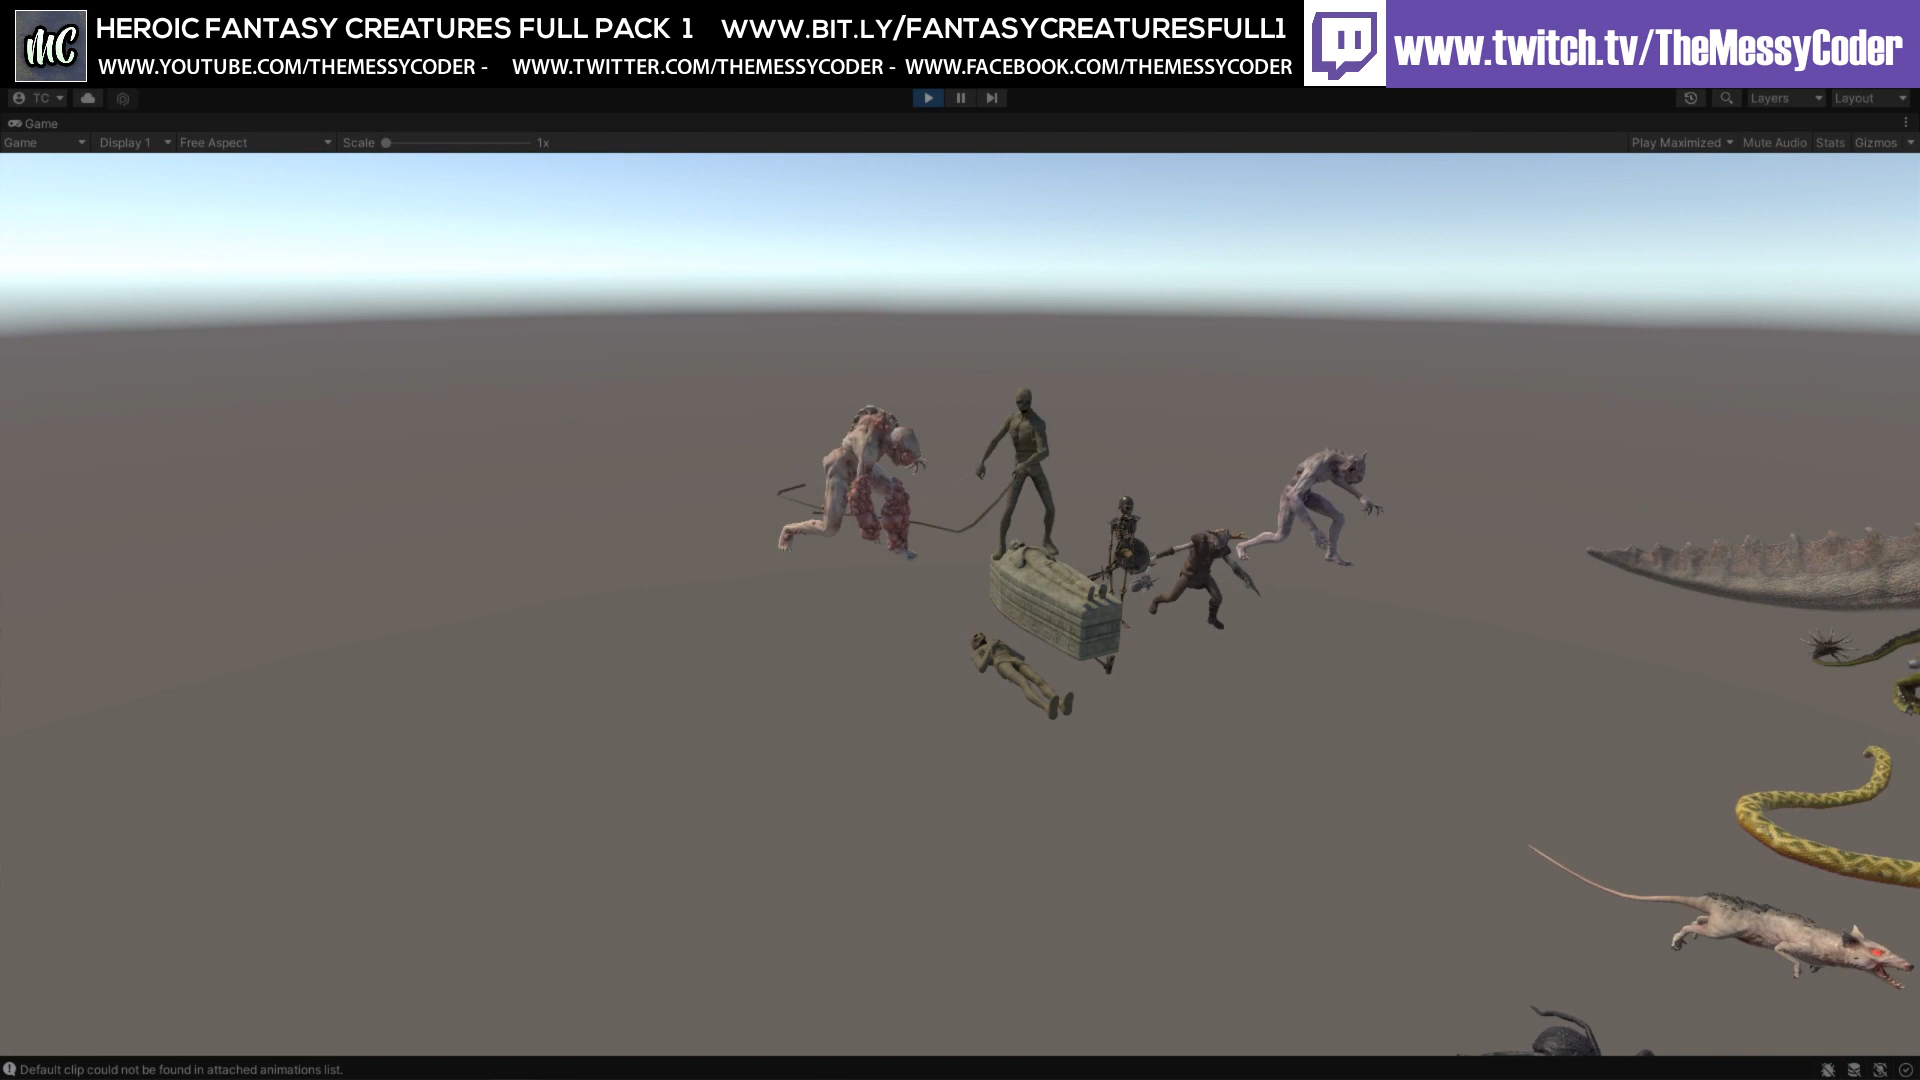 MC
HEROIC FANTASY CREATURES FULL PACK 1 WWW.BIT.LY/FANTASYCREATURESFULL1
WWW.YOUTUBE.COM/THEMESSYCODER - WWW.TWITTER.COM/THEMESSYCODER - WWW.FACEBOOK.COM/THEMESSYCODER
www.twitch.tv/TheMessyCoder
TC
Layers
Layout
Game
Game
Display 1
Free Aspect
Scale
1x
Play Maximized
Mute Audio
Stats
Gizmos
Default clip could not be found in attached animations list.